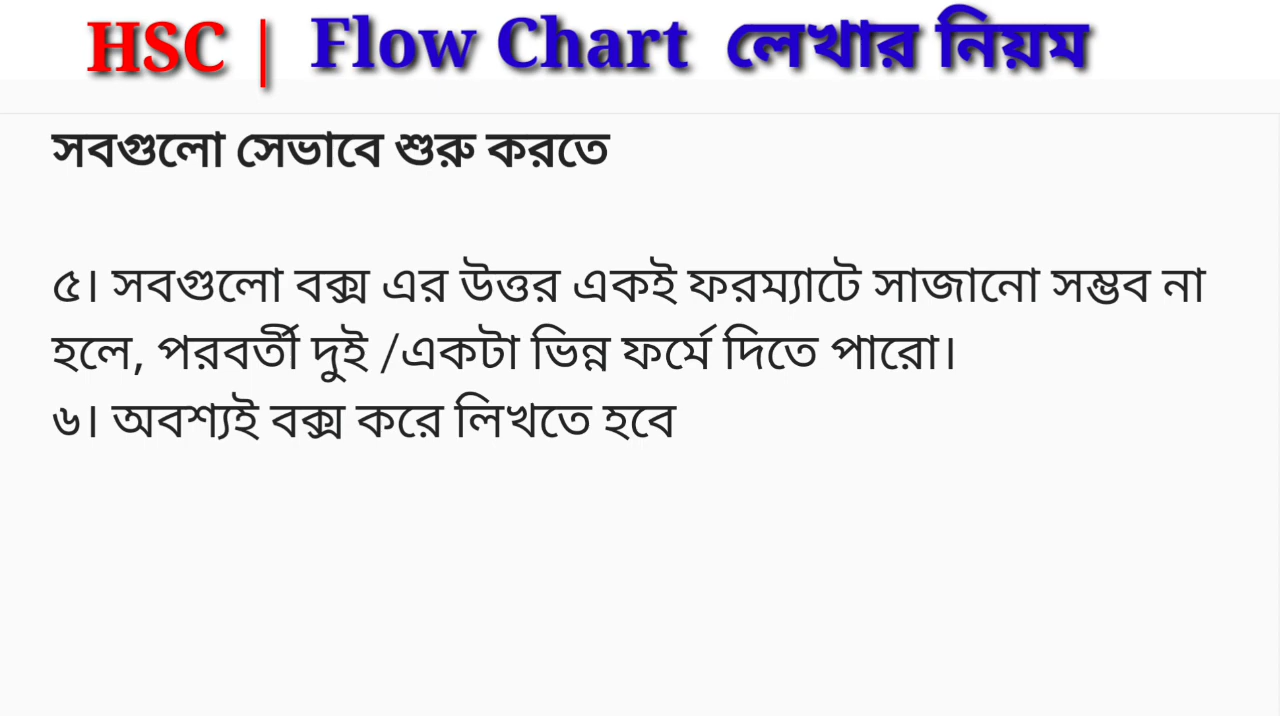 HSC | Flow Chart লেখার নিয়ম
সবগুলো সেভাবে শুরু করতে
৫। সবগুলো বক্স এর উত্তর একই ফরম্যাটে সাজানো সম্ভব না
হলে, পরবর্তী দুই /একটা ভিন্ন ফর্মে দিতে পারো।
৬। অবশ্যই বক্স করে লিখতে হবে